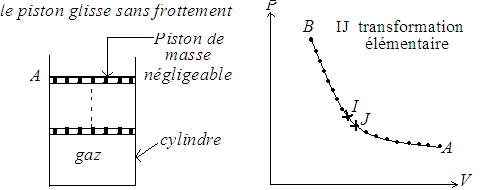 le piston glisse sans frottement
Piston de
masse
négligeable
A
cylindre
gaz
P
B
IJ transformation
élémentaire
I
J
A
V